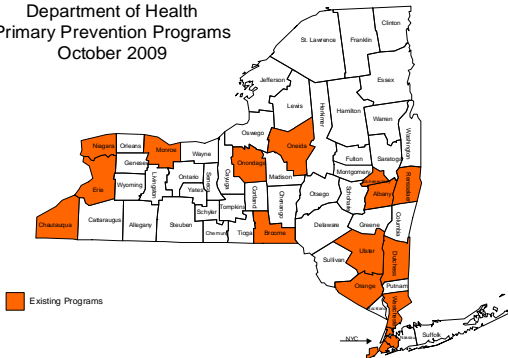 Department of Health
Primary Prevention Programs
October 2009
Clinton
St. Lawrence
Franklin
Essex
Jefferson
Lewis
Herkimer
Hamilton
Warren
Washington
Oswego
Oneida
Niagara
Orleans
Monroe
Wayne
Onondaga
Madison
Fulton
Saratoga
Montgomery
Genesee
Erie
Wyoming
Livingston
Ontario
Yates
Seneca
Cayuga
Cortland
Chenango
Otsego
Schoharie
Albany
Rensselaer
Chautauqua
Cattaraugus
Allegany
Steuben
Schuyler
Tompkins
Chemung
Tioga
Broome
Delaware
Greene
Columbia
Ulster
Dutchess
Sullivan
Orange
Putnam
Westchester
Existing Programs
NYC
Suffolk